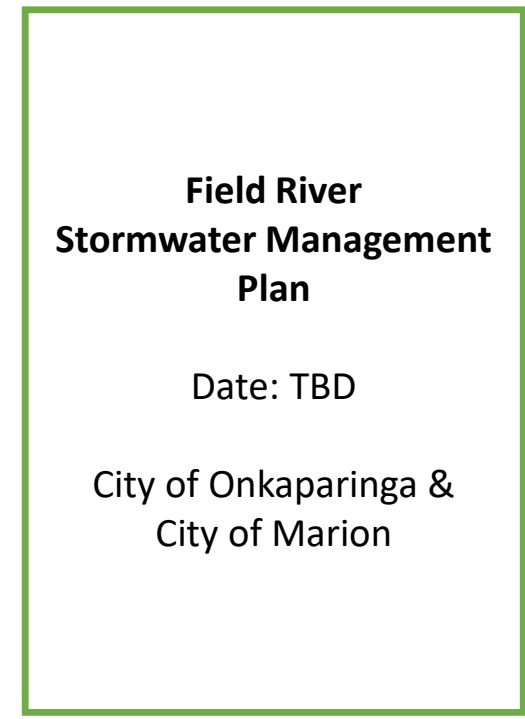 Field River
Stormwater Management
Plan
Date: TBD
City of Onkaparinga &
City of Marion